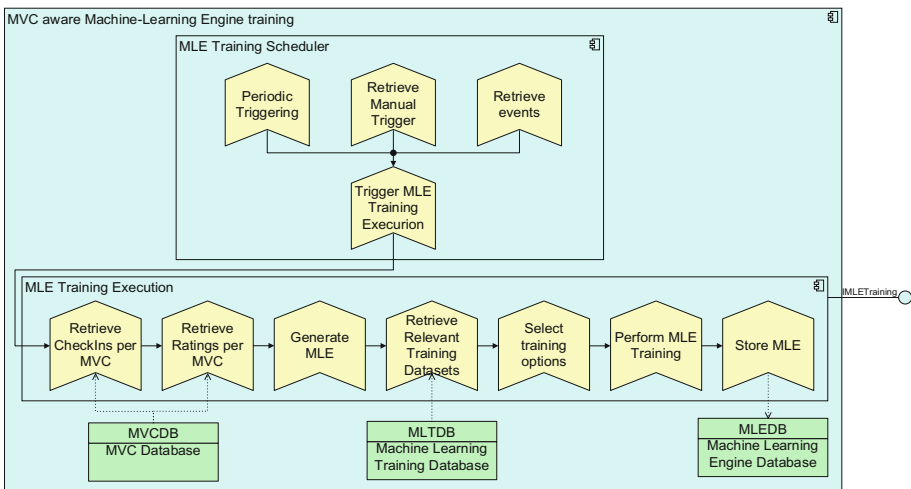 MVC aware Machine-Learning Engine training
MLE Training Scheduler
Periodic
Triggering
Retrieve
Manual
Trigger
Retrieve
events
Trigger MLE
Training
Execurion
MLE Training Execution
IMLETraining
Retrieve
CheckIns per
MVC
Retrieve
Ratings per
MVC
Generate
MLE
Retrieve
Relevant
Training
Datasets
Select
training
options
Perform MLE
Training
Store MLE
MVCDB
MVC Database
MLTDB
Machine Learning
Training Database
MLEDB
Machine Learning
Engine Database